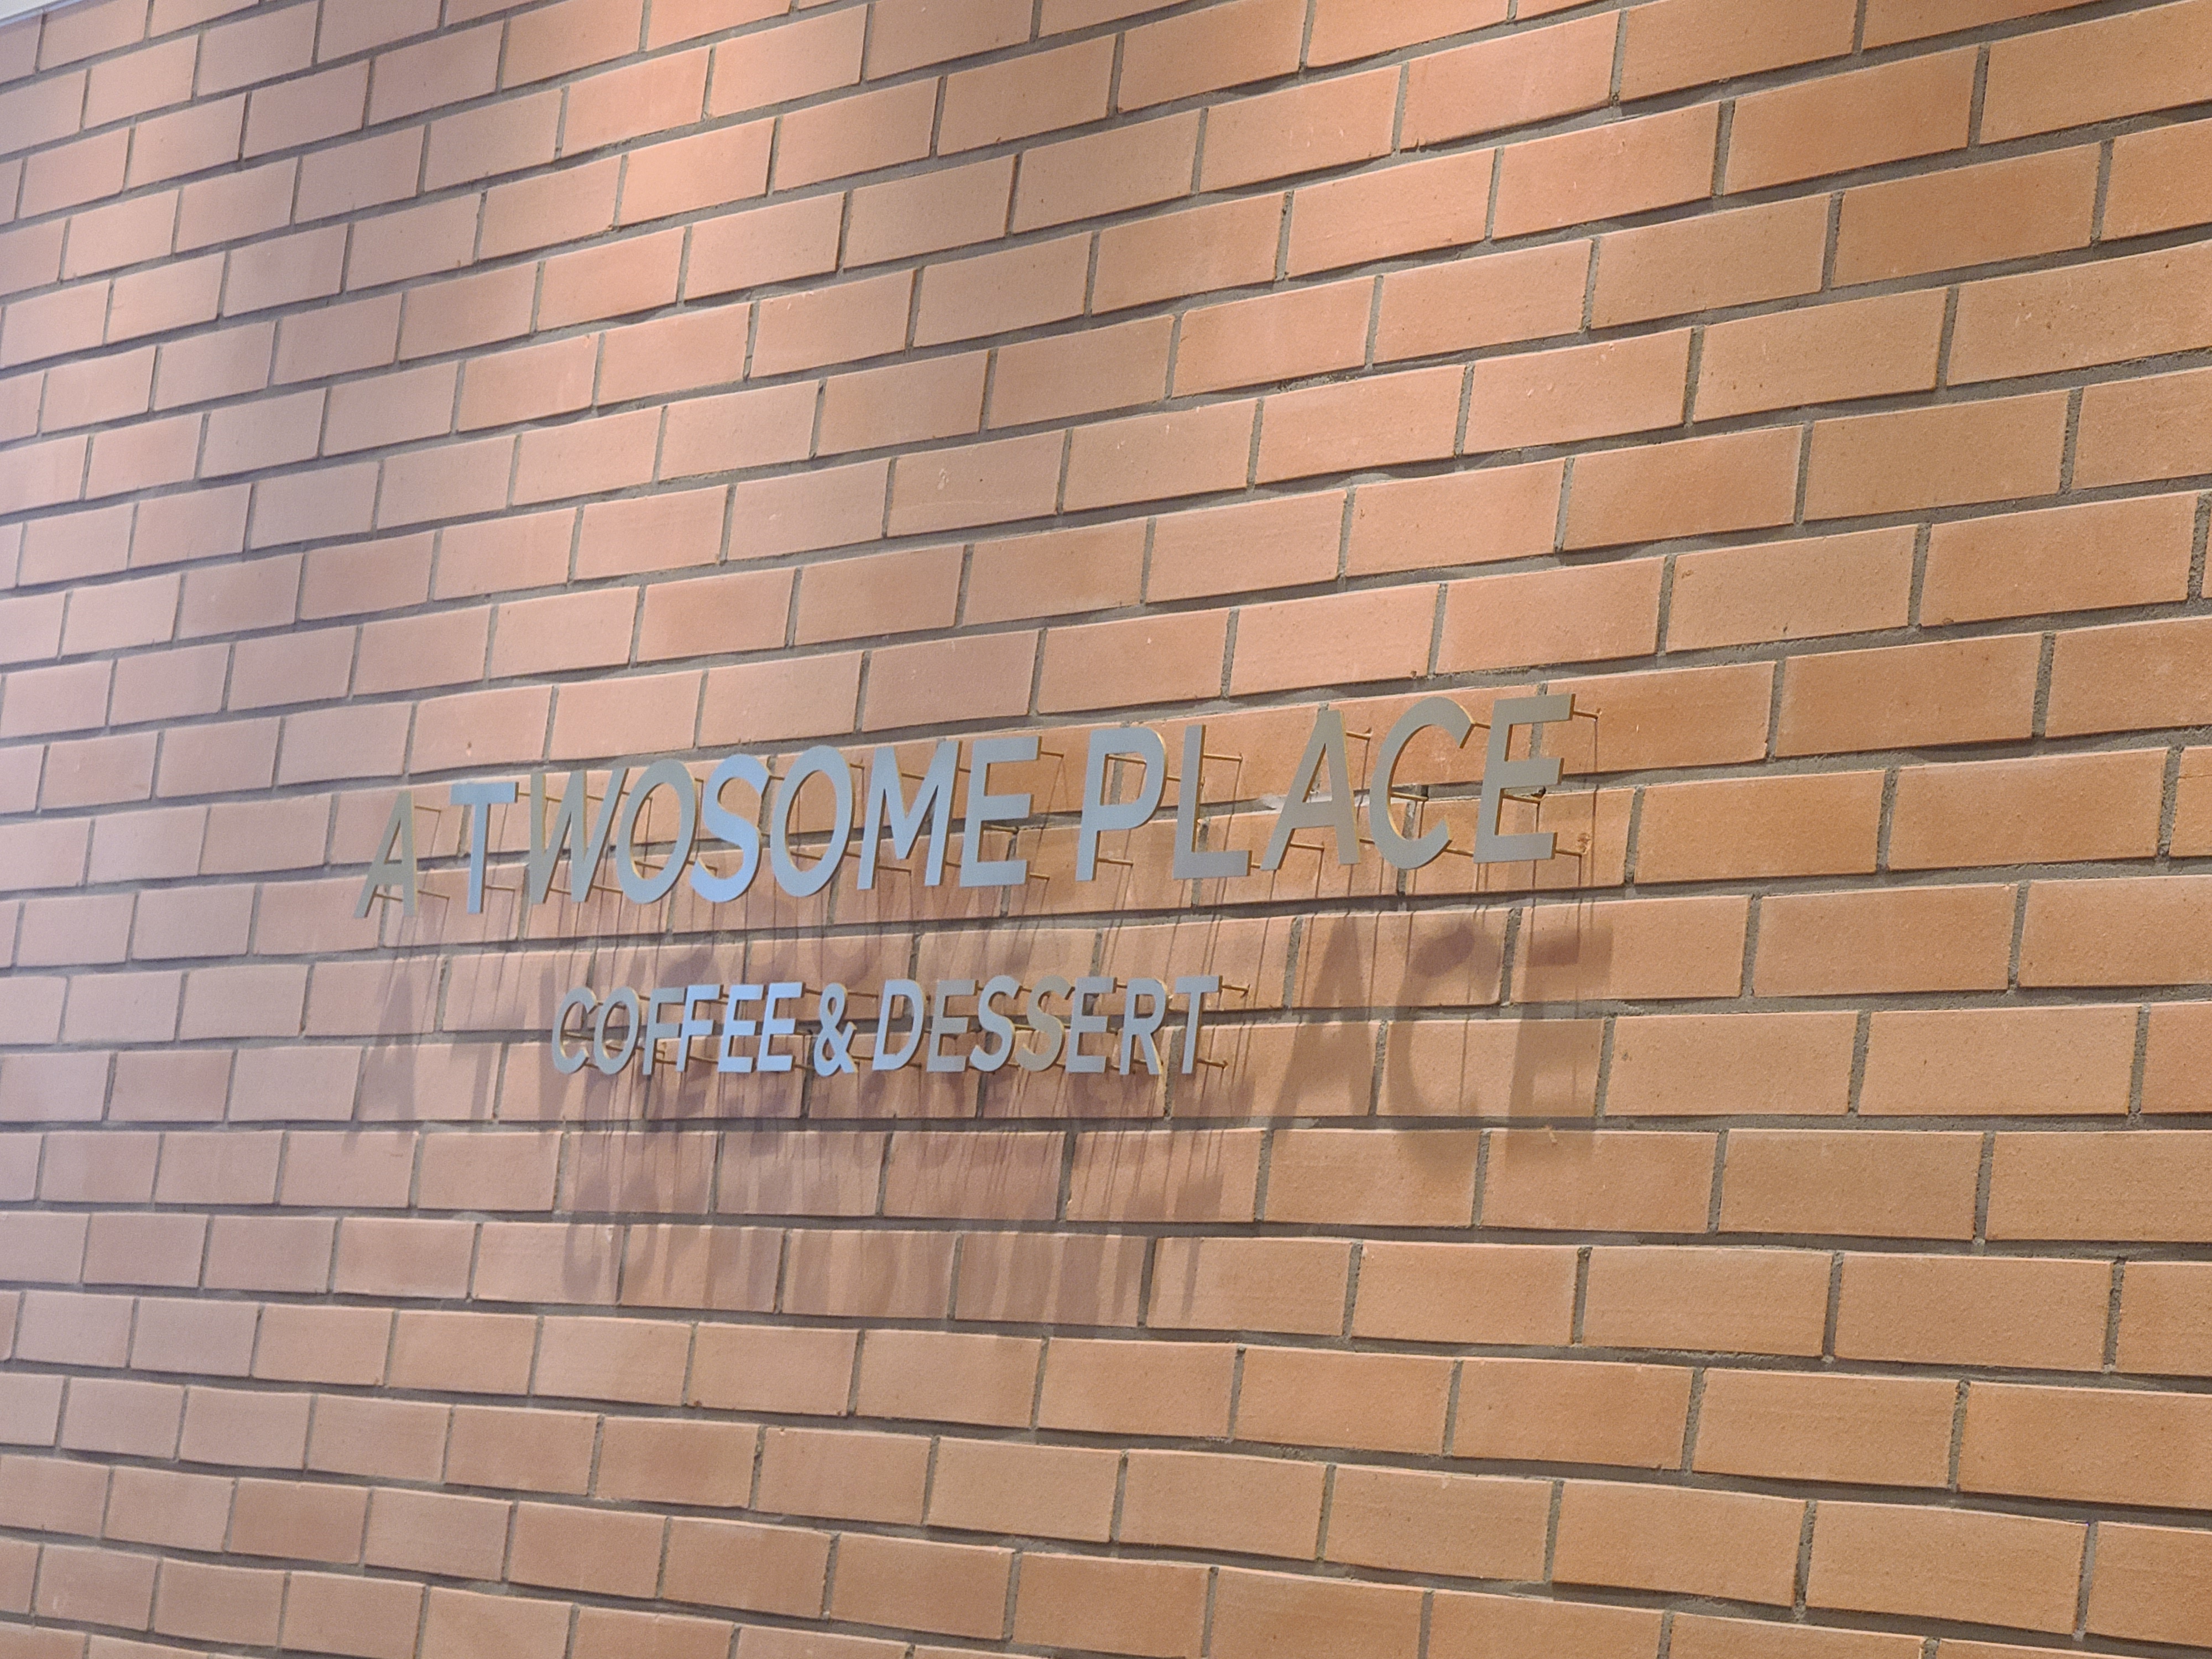 A TWOSOME PLACE
COFFEE & DESSERT